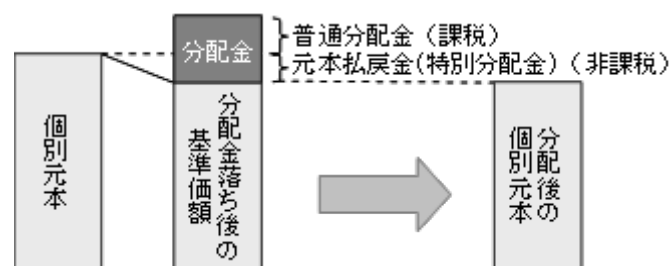 分配金
普通分配金（課税）
元本払戻金(特別分配金)（非課税）
個別元本
分配金落ち後の
基準価額
分配後の
個別元本